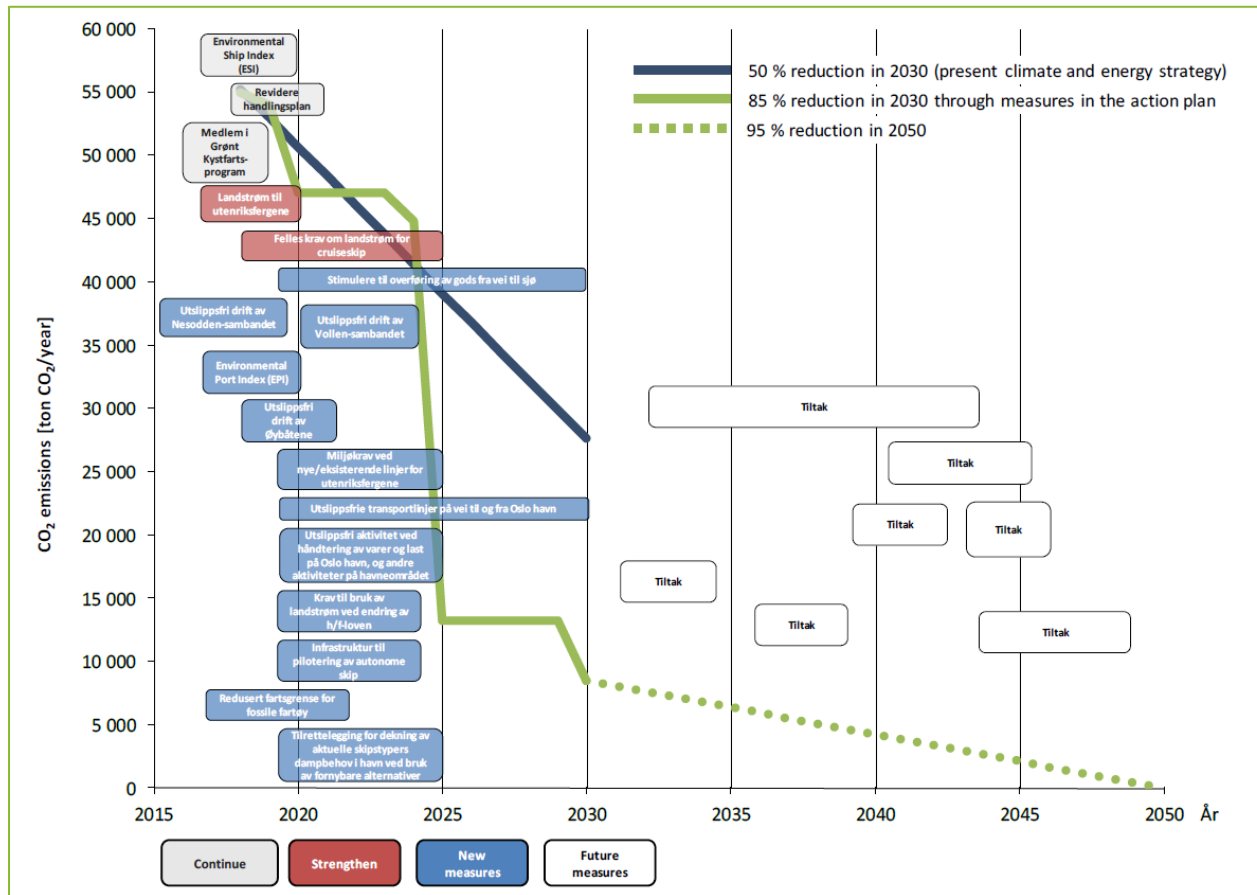 60 000
55 000
50 000
45 000
40 000
35 000
30 000
25 000
20 000
15 000
10 000
5 000
0
CO2 emissions [ton CO2/year]
2015
2020
2025
2030
2035
2040
2045
2050
År
50 % reduction in 2030 (present climate and energy strategy)
85 % reduction in 2030 through measures in the action plan
95 % reduction in 2050
Environmental
Ship Index
(ESI)
Revidere
handlingsplan
Medlem i
Grønt
Kystfarts-
program
Landstrøm til
utenriksfergene
Felles krav om landstrøm for
cruiseskip
Stimulere til overføring av gods fra vei til sjø
Utslippsfri drift av
Nesodden-sambandet
Utslippsfri drift av
Vollen-sambandet
Environmental
Port Index (EPI)
Utslippsfri
drift av
Øybåtene
Miljøkrav ved
nye/eksisterende linjer for
utenriksfergene
Utslippsfrie transportlinjer på vei til og fra Oslo havn
Utslippsfri aktivitet ved
håndtering av varer og last
på Oslo havn, og andre
aktiviteter på havneområdet
Krav til bruk av
landstrøm ved endring av
h/f-loven
Infrastruktur til
pilotering av autonome
skip
Redusert fartsgrense for
fossile fartøy
Tilrettelegging for dekning av
aktuelle skipstypers
dampbehov i havn ved bruk
av fornybare alternativer
Tiltak
Tiltak
Tiltak
Tiltak
Tiltak
Tiltak
Tiltak
Continue
Strengthen
New
measures
Future
measures